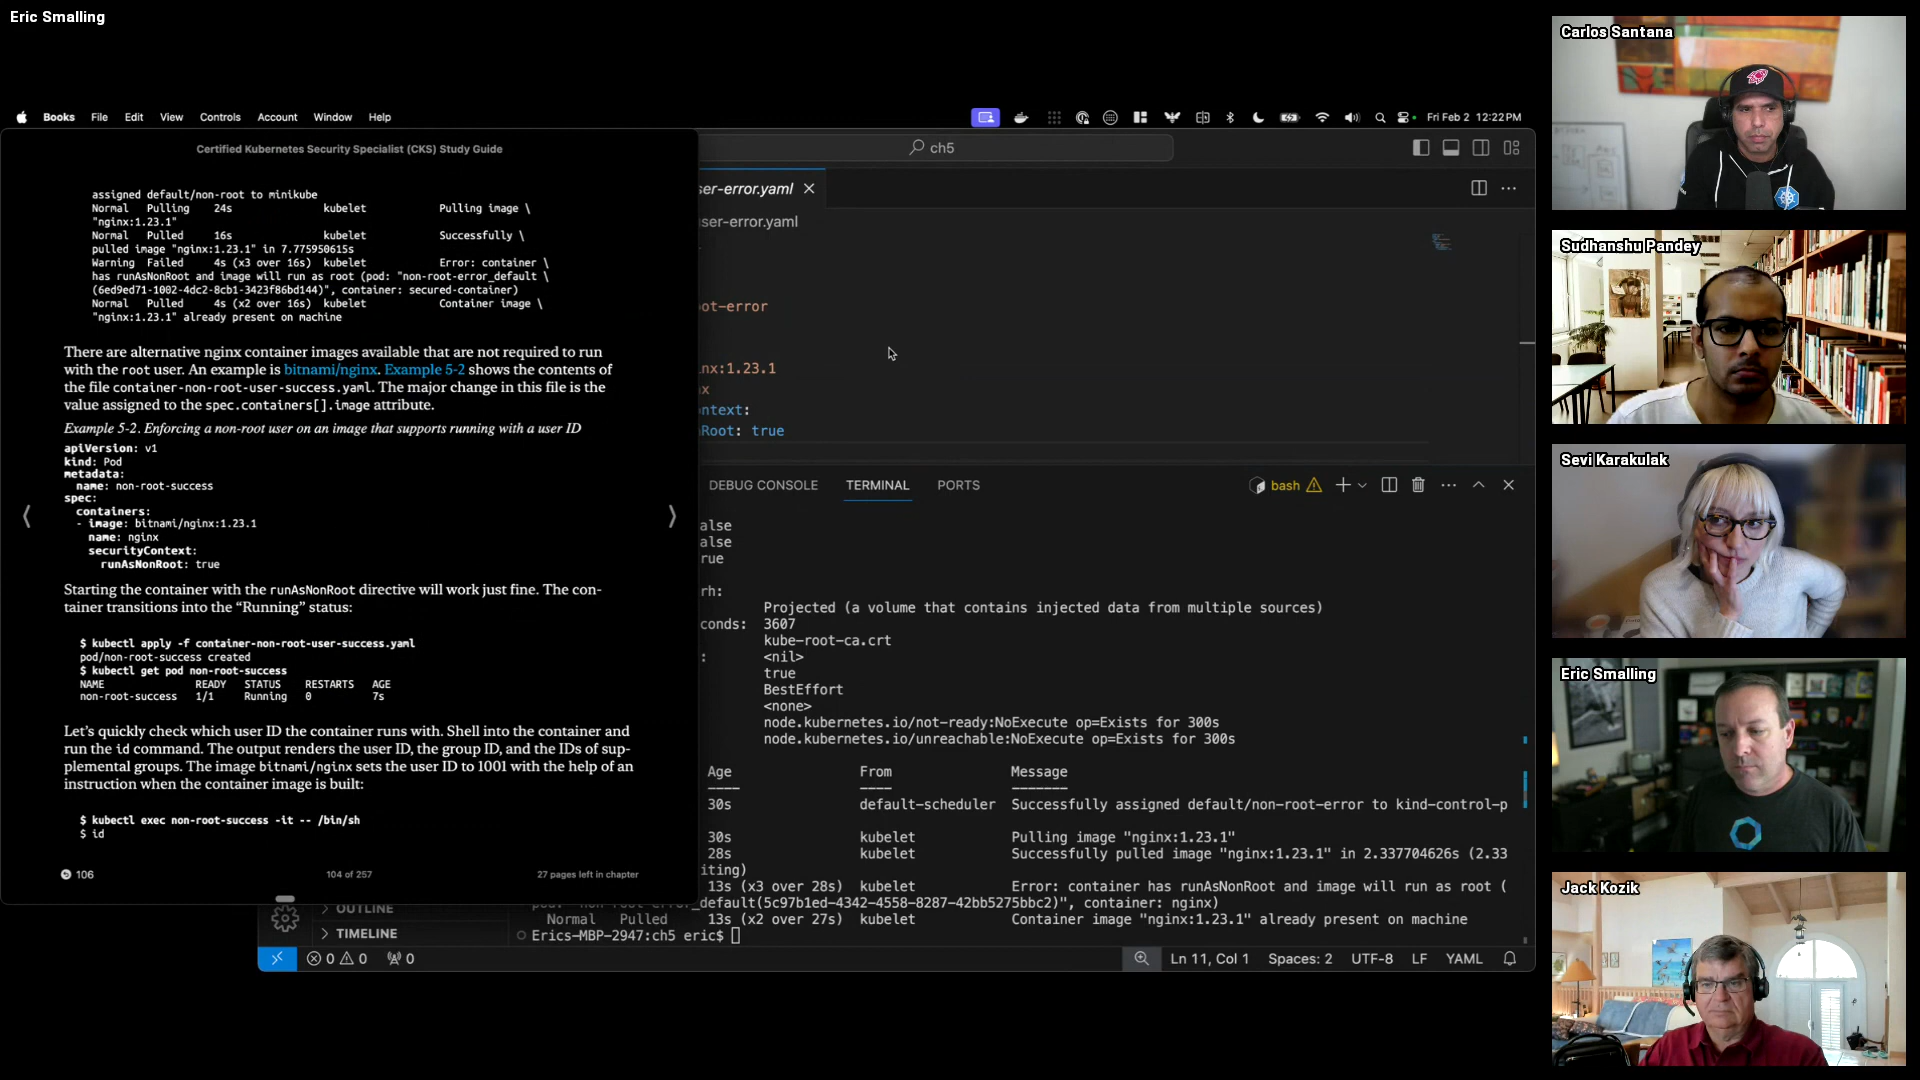 Eric Smalling
Books File Edit View Controls Account Window Help
Fri Feb 2 12:22 PM
Certified Kubernetes Security Specialist (CKS) Study Guide
assigned default/non-root to minikube
Normal Pulling 24s kubelet Pulling image \
"nginx:1.23.1"
Normal Pulled 16s kubelet Successfully \
pulled image "nginx:1.23.1" in 7.775950615s
Warning Failed 4s (x3 over 16s) kubelet Error: container \
has runAsNonRoot and image will run as root (pod: "non-root-error_default \
(6ed9ed71-1002-4dc2-8cb1-3423f86bd144)", container: secured-container)
Normal Pulled 4s (x2 over 16s) kubelet Container image \
"nginx:1.23.1" already present on machine
There are alternative nginx container images available that are not required to run
with the root user. An example is bitnami/nginx. Example 5-2 shows the contents of
the file container-non-root-user-success.yaml. The major change in this file is the
value assigned to the spec.containers[].image attribute.
Example 5-2. Enforcing a non-root user on an image that supports running with a user ID
apiVersion: v1
kind: Pod
metadata:
name: non-root-success
spec:
containers:
- image: bitnami/nginx:1.23.1
name: nginx
securityContext:
runAsNonRoot: true
Starting the container with the runAsNonRoot directive will work just fine. The con-
tainer transitions into the “Running” status:
$ kubectl apply -f container-non-root-user-success.yaml
pod/non-root-success created
$ kubectl get pod non-root-success
NAME READY STATUS RESTARTS AGE
non-root-success 1/1 Running 0 7s
Let’s quickly check which user ID the container runs with. Shell into the container and
run the id command. The output renders the user ID, the group ID, and the IDs of sup-
plemental groups. The image bitnami/nginx sets the user ID to 1001 with the help of an
instruction when the container image is built:
$ kubectl exec non-root-success -it -- /bin/sh
$ id
106 104 of 257 27 pages left in chapter
ch5
ser-error.yaml
ser-error.yaml
ot-error
nx:1.23.1
x
ntext:
Root: true
DEBUG CONSOLE TERMINAL PORTS
bash
alse
alse
rue
rh:
Projected (a volume that contains injected data from multiple sources)
conds: 3607
kube-root-ca.crt
: <nil>
true
BestEffort
<none>
node.kubernetes.io/not-ready:NoExecute op=Exists for 300s
node.kubernetes.io/unreachable:NoExecute op=Exists for 300s
Age From Message
---- ---- -------
30s default-scheduler Successfully assigned default/non-root-error to kind-control-p
30s kubelet Pulling image "nginx:1.23.1"
28s kubelet Successfully pulled image "nginx:1.23.1" in 2.337704626s (2.33
iting)
13s (x3 over 28s) kubelet Error: container has runAsNonRoot and image will run as root (
pod: "non-root-error_default(5c97b1ed-4342-4558-8287-42bb5275bbc2)", container: nginx)
Normal Pulled 13s (x2 over 27s) kubelet Container image "nginx:1.23.1" already present on machine
Erics-MBP-2947:ch5 eric$
OUTLINE
TIMELINE
0 0 0 Ln 11, Col 1 Spaces: 2 UTF-8 LF YAML
Carlos Santana
Sudhanshu Pandey
Sevi Karakulak
Eric Smalling
Jack Kozik